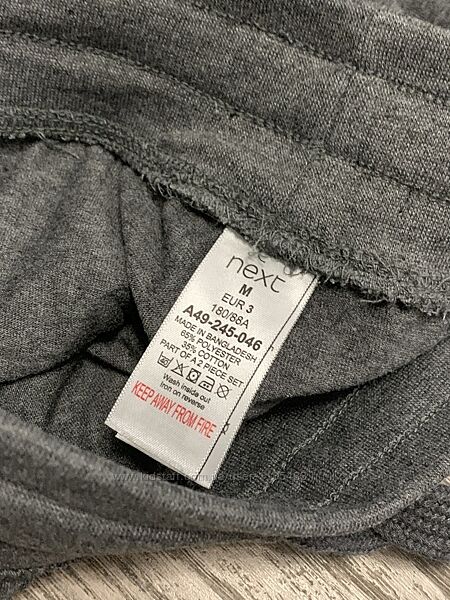 next
M
EUR 3
180/88A
A49-245-046
MADE IN BANGLADESH
65% POLYESTER
35% COTTON
PART OF A 2 PIECE SET
Wash inside out
Iron on reverse
KEEP AWAY FROM FIRE